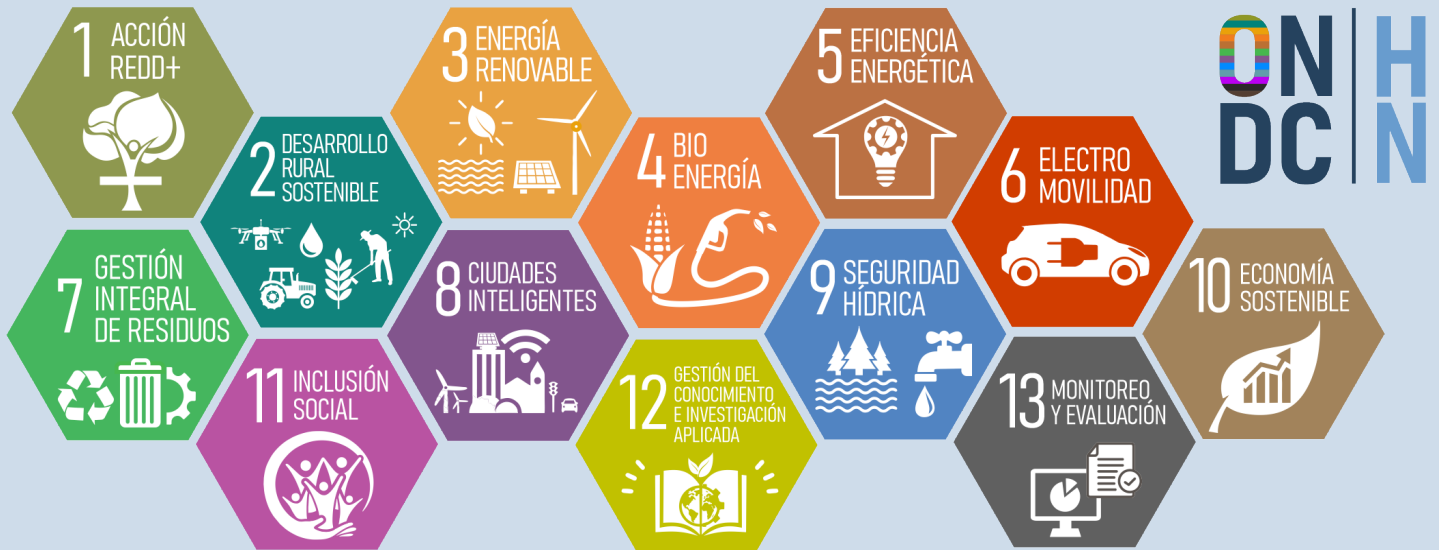 1 ACCIÓN
REDD+
2 DESARROLLO
RURAL
SOSTENIBLE
3 ENERGÍA
RENOVABLE
4 BIO
ENERGÍA
5 EFICIENCIA
ENERGÉTICA
6 ELECTRO
MOVILIDAD
7 GESTIÓN
INTEGRAL
DE RESIDUOS
8 CIUDADES
INTELIGENTES
9 SEGURIDAD
HÍDRICA
10 ECONOMÍA
SOSTENIBLE
11 INCLUSIÓN
SOCIAL
12 GESTIÓN DEL
CONOCIMIENTO
E INVESTIGACIÓN
APLICADA
13 MONITOREO
Y EVALUACIÓN
ON H
DC N